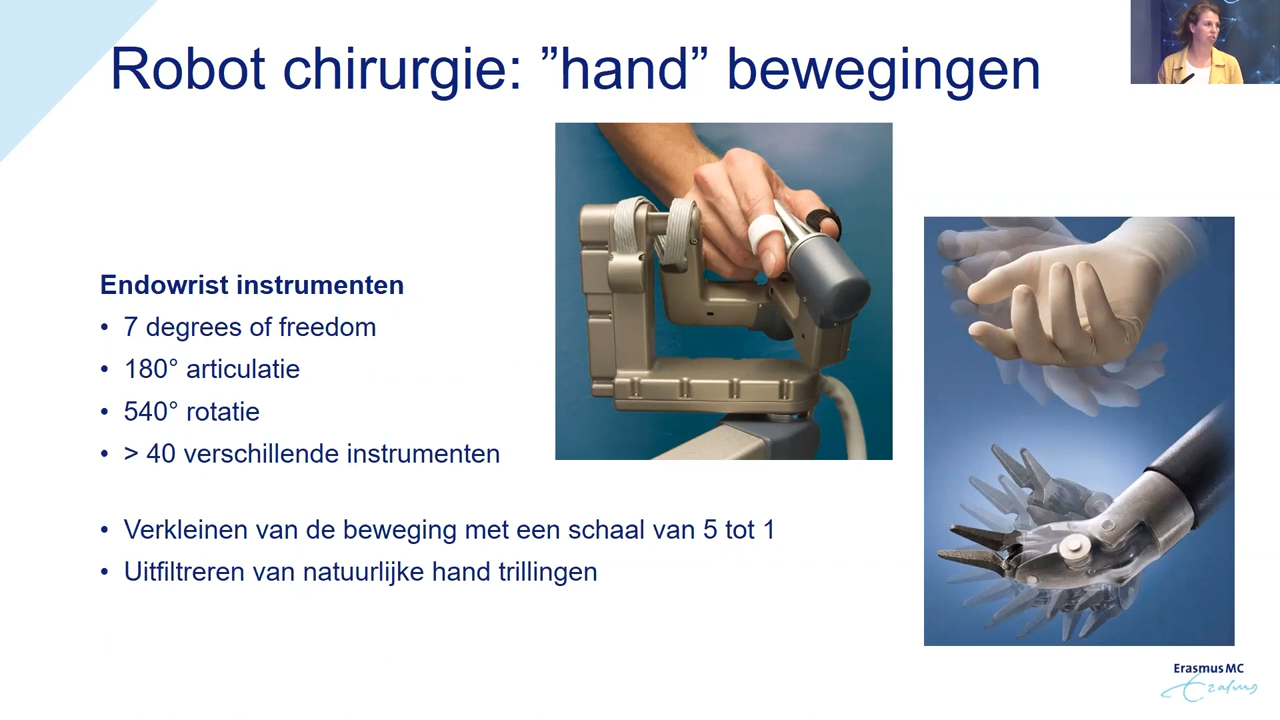 Robot chirurgie: ”hand” bewegingen
Endowrist instrumenten
• 7 degrees of freedom
• 180° articulatie
• 540° rotatie
• > 40 verschillende instrumenten
• Verkleinen van de beweging met een schaal van 5 tot 1
• Uitfiltreren van natuurlijke hand trillingen
Erasmus MC
Erasmus